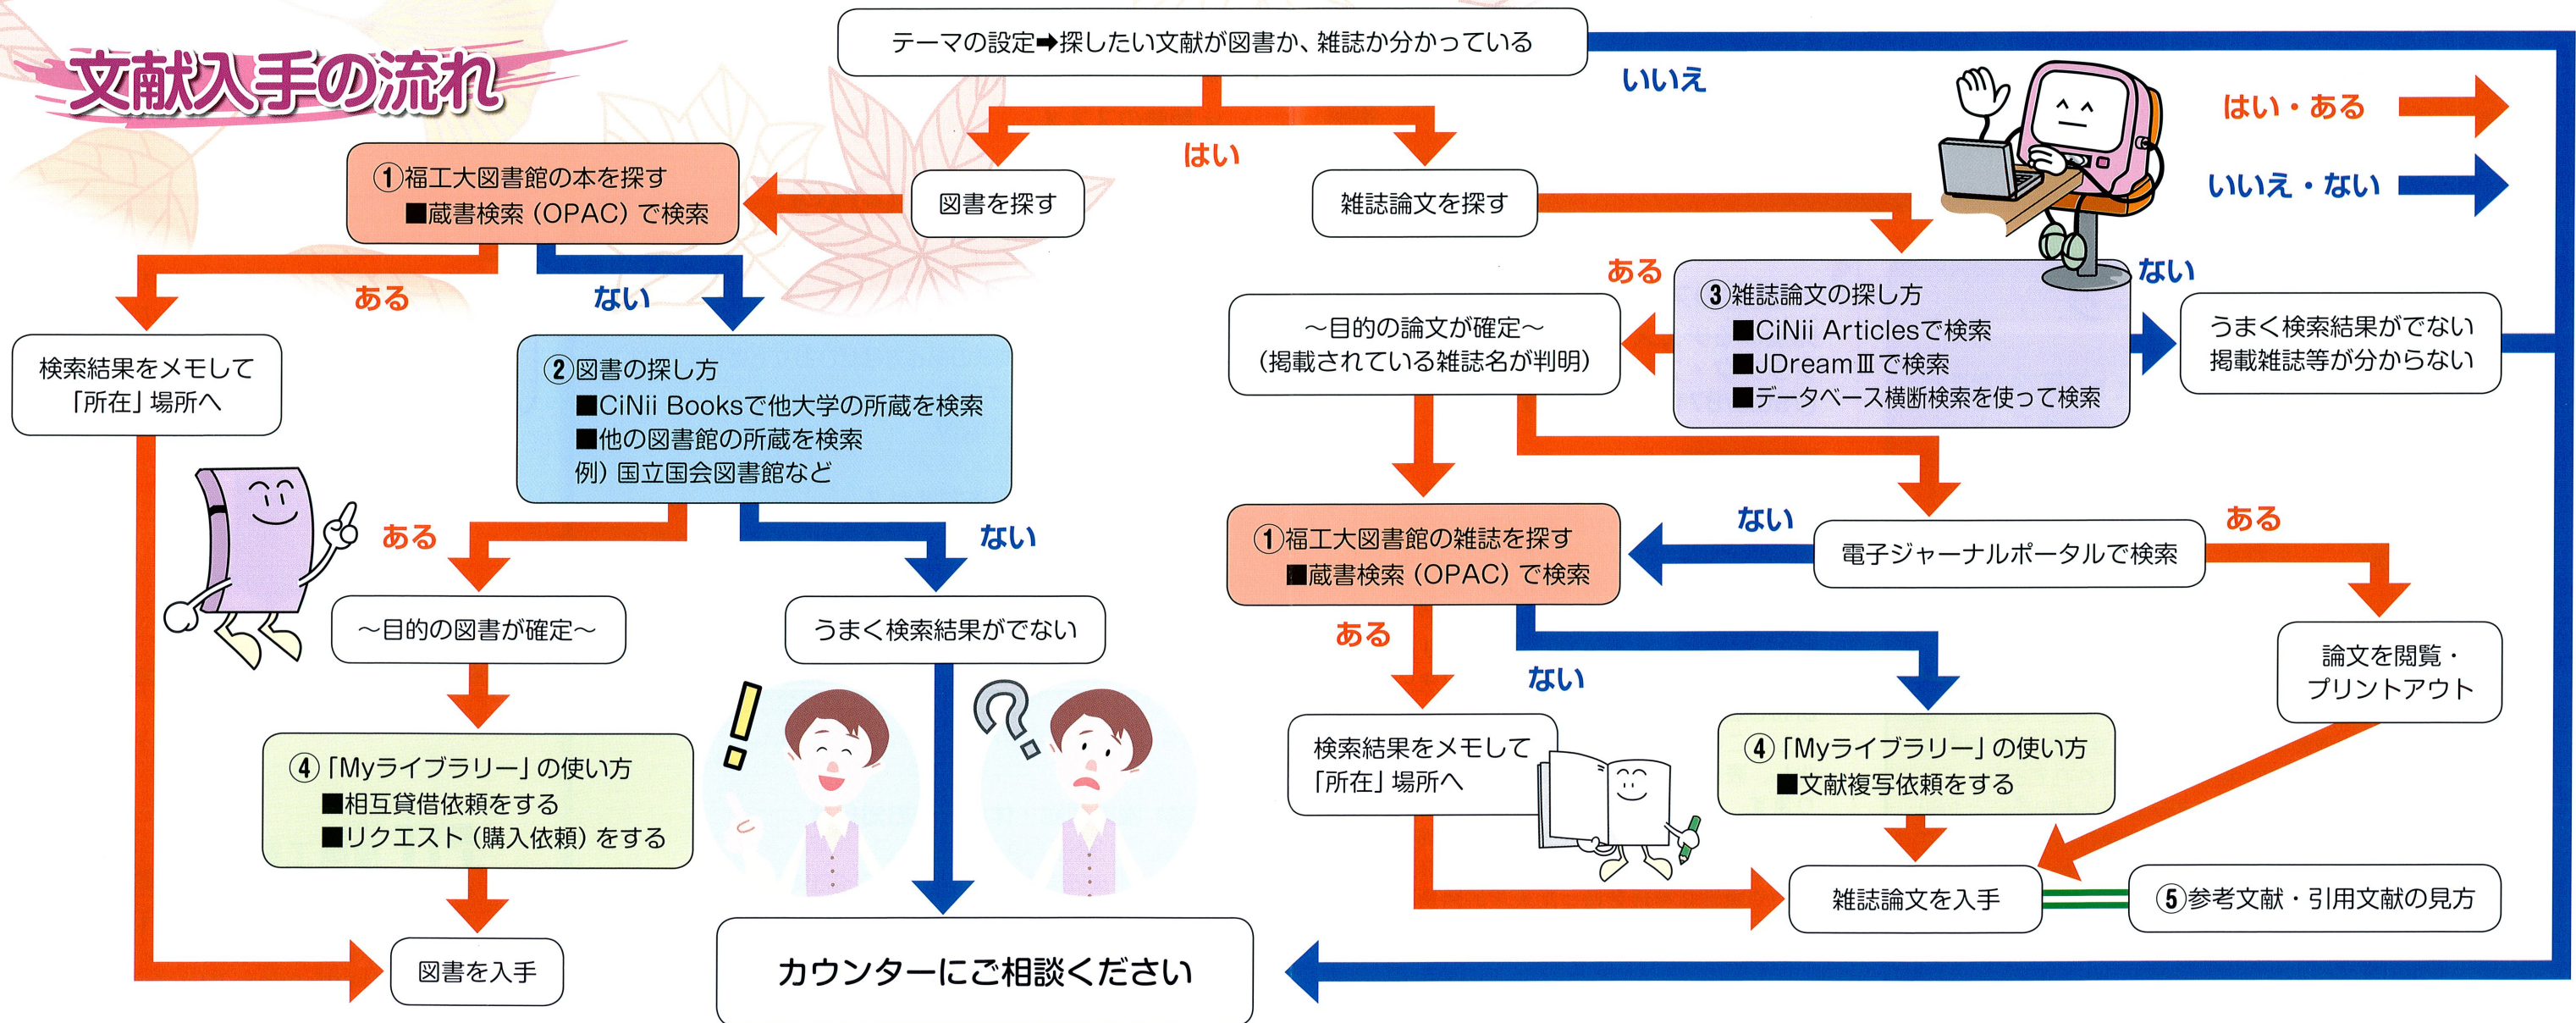 文献入手の流れ
テーマの設定➡探したい文献が図書か、雑誌か分かっている
いいえ
はい
はい・ある
いいえ・ない
図書を探す
雑誌論文を探す
①福工大図書館の本を探す
■蔵書検索（OPAC）で検索
ある
ない
検索結果をメモして
「所在」場所へ
②図書の探し方
■CiNii Booksで他大学の所蔵を検索
■他の図書館の所蔵を検索
例）国立国会図書館など
ある
ない
～目的の図書が確定～
うまく検索結果がでない
④「Myライブラリー」の使い方
■相互貸借依頼をする
■リクエスト（購入依頼）をする
図書を入手
カウンターにご相談ください
③雑誌論文の探し方
■CiNii Articlesで検索
■JDreamⅢで検索
■データベース横断検索を使って検索
ある
ない
～目的の論文が確定～
（掲載されている雑誌名が判明）
うまく検索結果がでない
掲載雑誌等が分からない
①福工大図書館の雑誌を探す
■蔵書検索（OPAC）で検索
ない
電子ジャーナルポータルで検索
ある
ある
ない
論文を閲覧・
プリントアウト
検索結果をメモして
「所在」場所へ
④「Myライブラリー」の使い方
■文献複写依頼をする
雑誌論文を入手
⑤参考文献・引用文献の見方